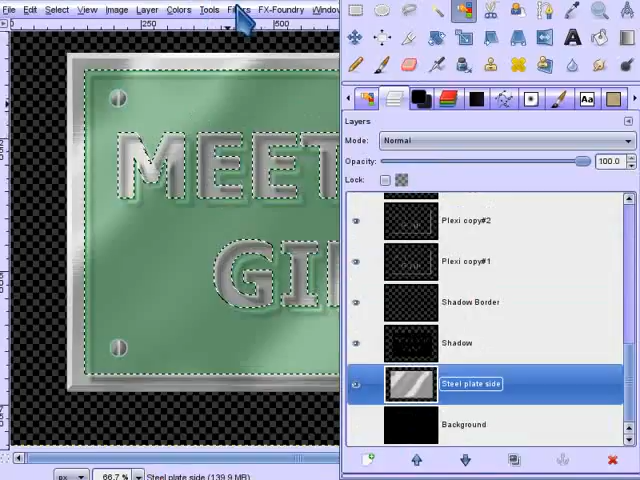 File Edit Select View Image Layer Colors Tools Filters FX-Foundry Window
250 500
MEET
GI
Layers
Mode: Normal
Opacity: 100.0
Lock:
Plexi copy#2
Plexi copy#1
Shadow Border
Shadow
Steel plate side
Background
px 66.7 % Steel plate side (139.9 MB)